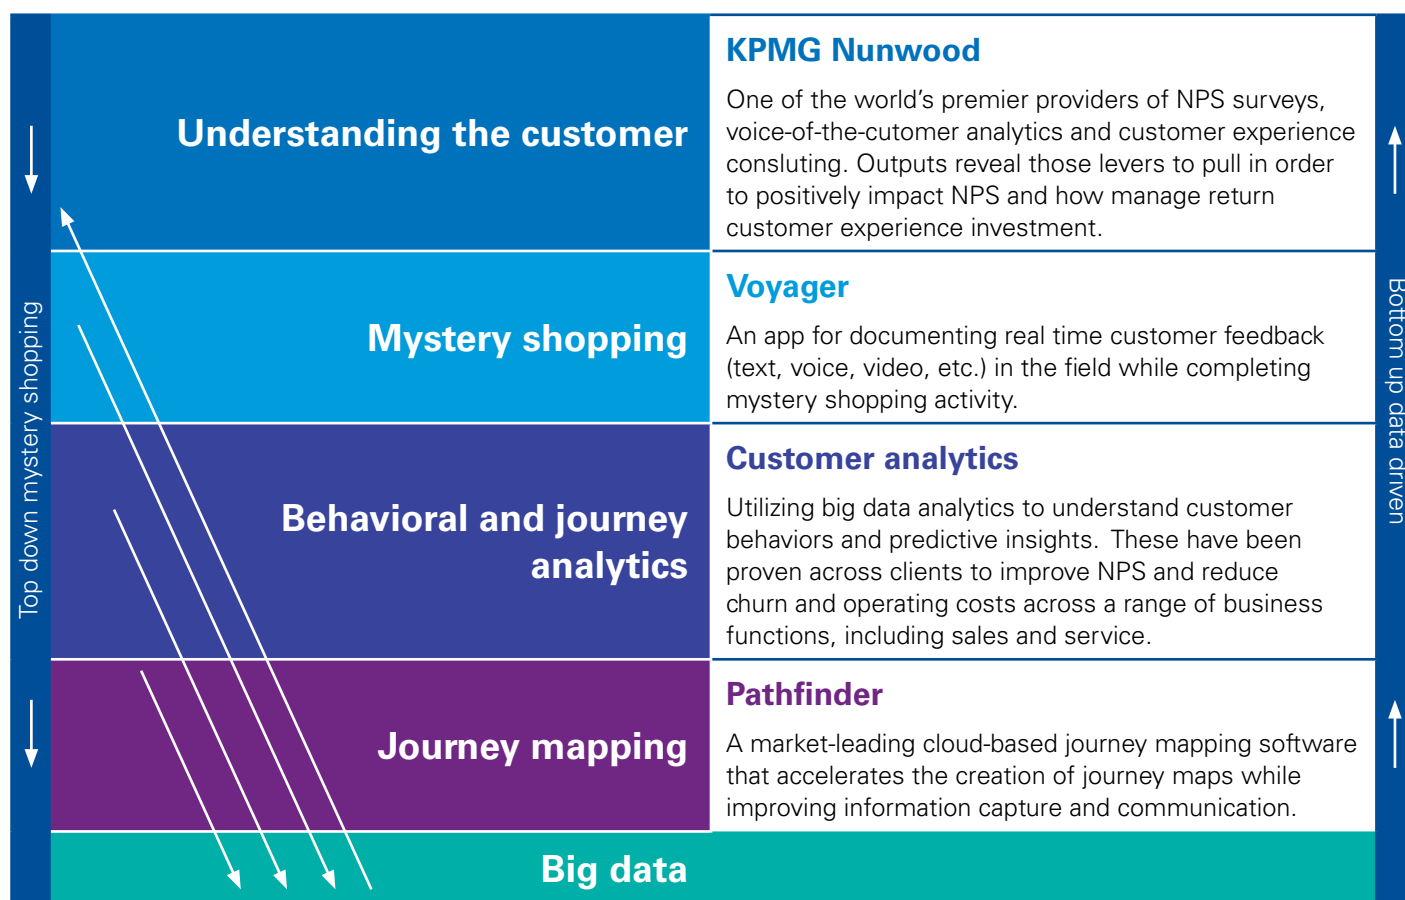 Top down mystery shopping
Understanding the customer
KPMG Nunwood
One of the world's premier providers of NPS surveys,
voice-of-the-cutomer analytics and customer experience
consluting. Outputs reveal those levers to pull in order
to positively impact NPS and how manage return
customer experience investment.
Mystery shopping
Voyager
An app for documenting real time customer feedback
(text, voice, video, etc.) in the field while completing
mystery shopping activity.
Behavioral and journey
analytics
Customer analytics
Utilizing big data analytics to understand customer
behaviors and predictive insights. These have been
proven across clients to improve NPS and reduce
churn and operating costs across a range of business
functions, including sales and service.
Journey mapping
Pathfinder
A market-leading cloud-based journey mapping software
that accelerates the creation of journey maps while
improving information capture and communication.
Big data
Bottom up data driven